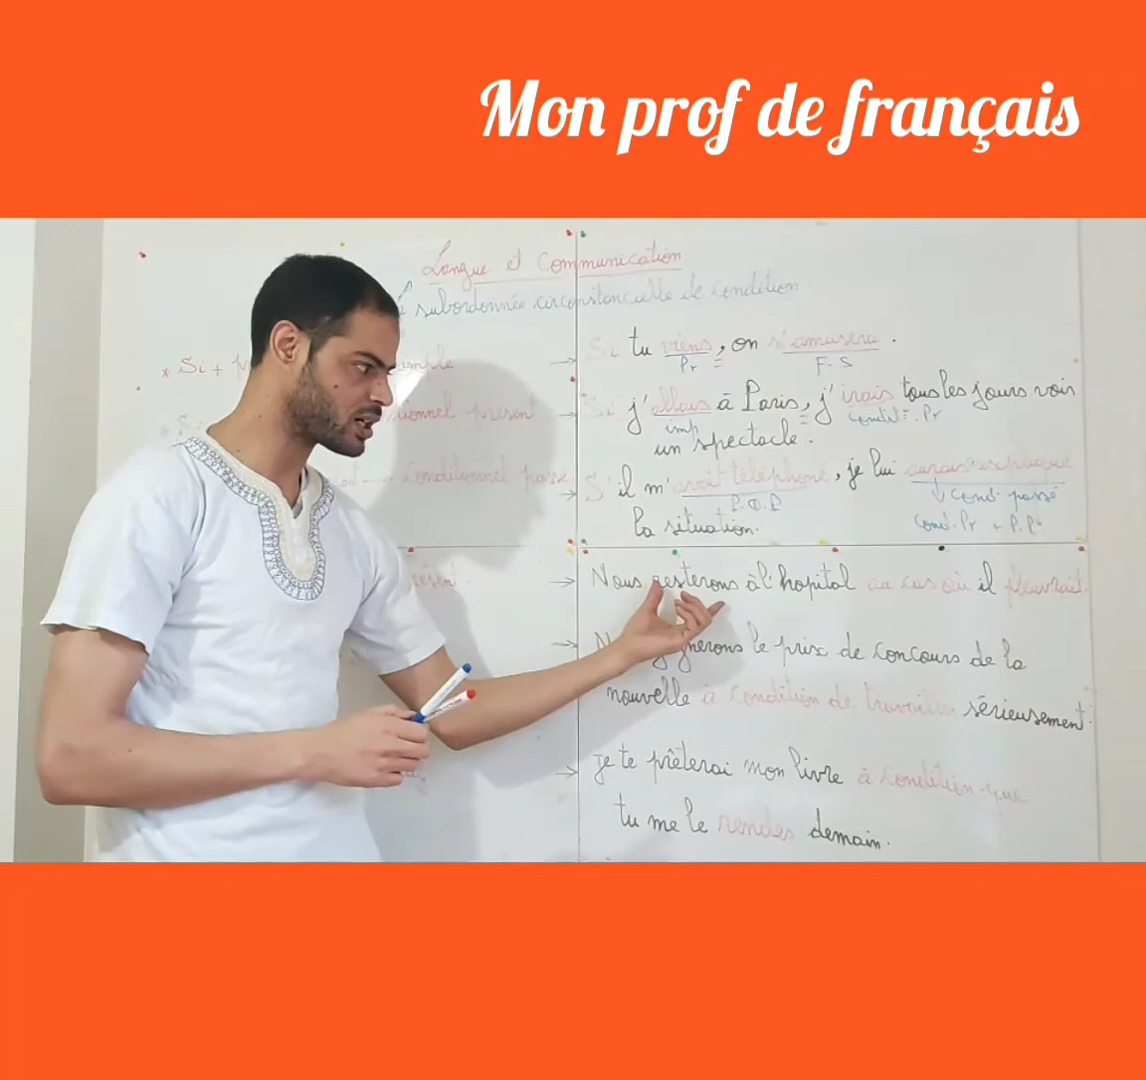 Mon prof de français
Langue et Communication
subordonnée circonstancielle de condition
* Si + simple
→ Si tu viens, on s'amusera.
Pr F.S
conditionnel présent
→ Si j'allais à Paris, j'irais tous les jours voir
imp condit. Pr
un spectacle.
→ Conditionnel passé
→ S'il m'avait téléphoné, je lui aurais expliqué
P.Q.P ↓ Cond. passé
la situation. Cond. Pr + P.P
→ Nous resterons à l'hopital au cas où il pleuvrait.
→ le prix de concours de la
nouvelle à condition de travailler sérieusement.
→ Je te prêterai mon livre à condition que
tu me le rendes demain.